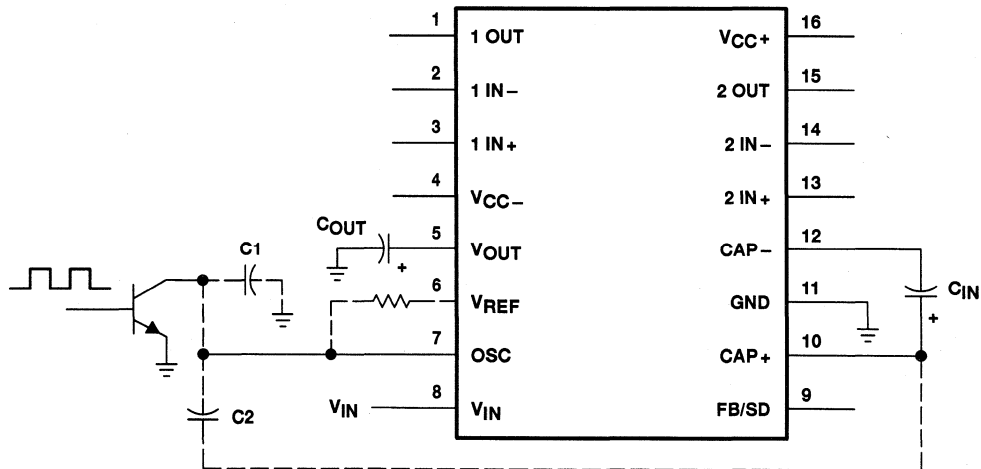 1
1 OUT
VCC+
16
2
1 IN−
2 OUT
15
3
1 IN+
2 IN−
14
4
VCC−
2 IN+
13
COUT
5
VOUT
CAP−
12
+
C1
6
VREF
GND
11
CIN
+
7
OSC
CAP+
10
C2
VIN
8
VIN
FB/SD
9